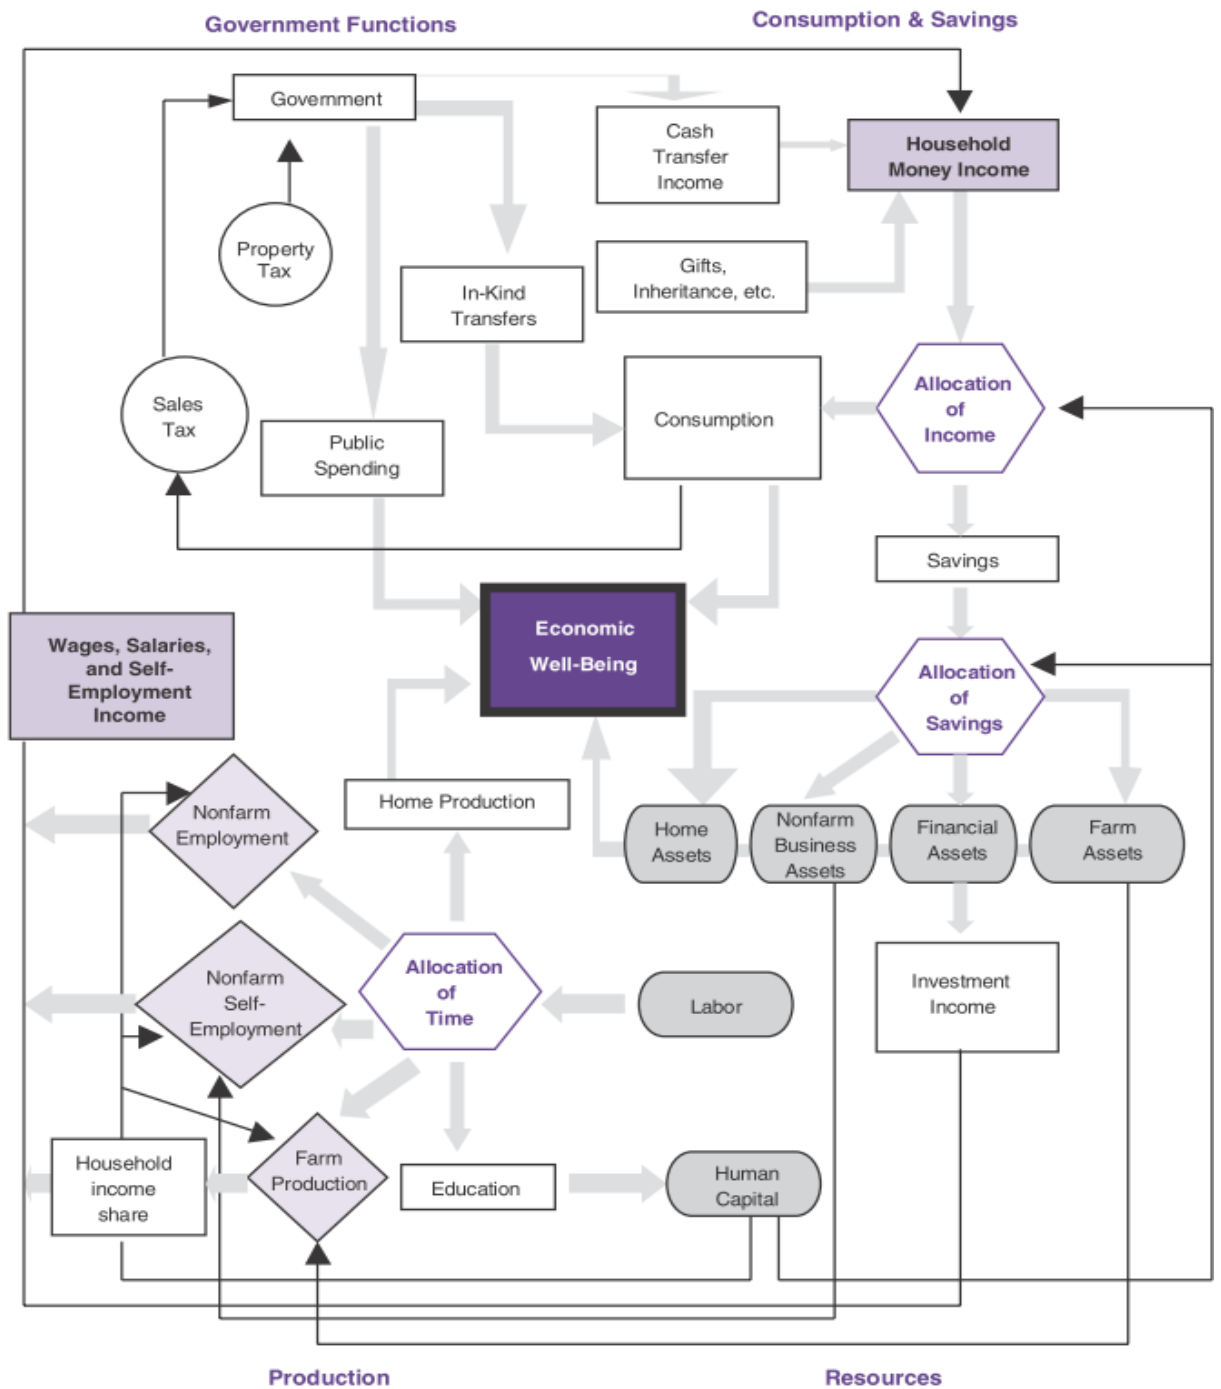 Government Functions
Consumption & Savings
Government
Cash
Transfer
Income
Household
Money Income
Property
Tax
Gifts,
Inheritance, etc.
In-Kind
Transfers
Sales
Tax
Public
Spending
Consumption
Allocation
of
Income
Savings
Wages, Salaries,
and Self-
Employment
Income
Economic
Well-Being
Allocation
of
Savings
Nonfarm
Employment
Home Production
Home
Assets
Nonfarm
Business
Assets
Financial
Assets
Farm
Assets
Nonfarm
Self-
Employment
Allocation
of
Time
Labor
Investment
Income
Household
income
share
Farm
Production
Education
Human
Capital
Production
Resources